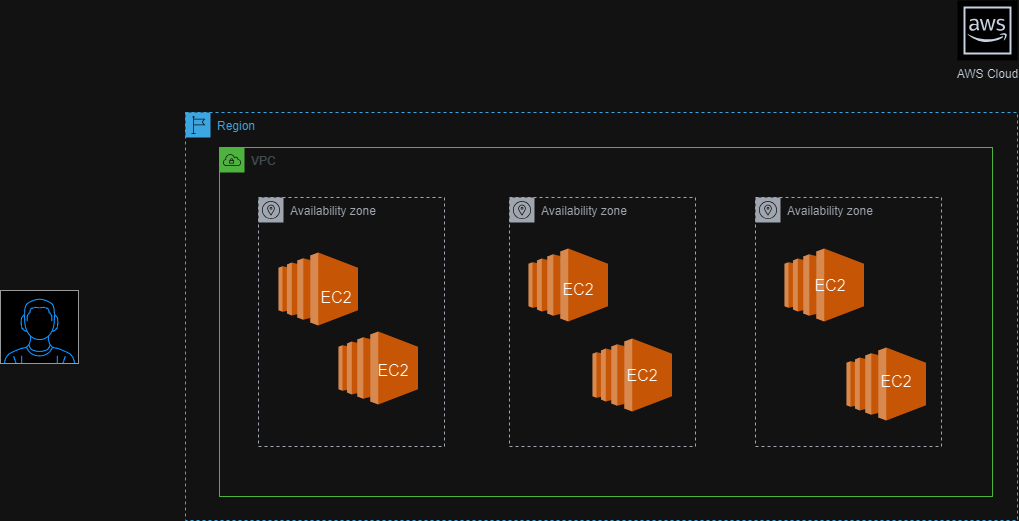 aws
AWS Cloud
Region
VPC
Availability zone
Availability zone
Availability zone
EC2
EC2
EC2
EC2
EC2
EC2